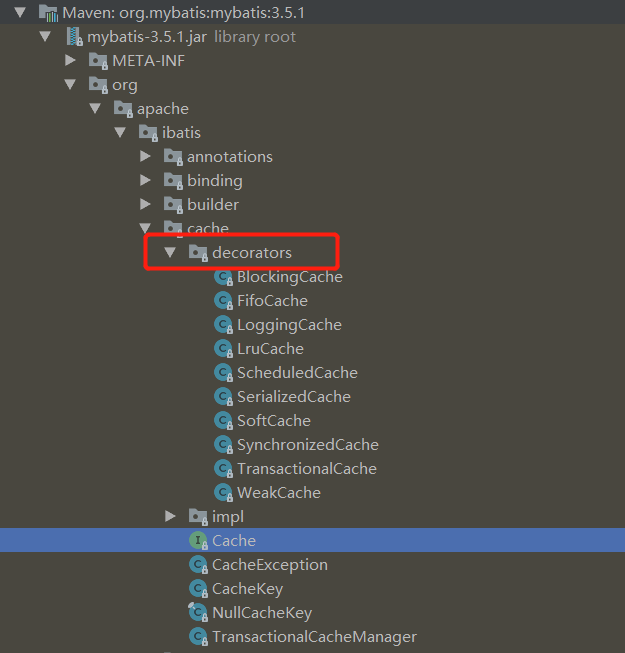 Maven: org.mybatis:mybatis:3.5.1
mybatis-3.5.1.jar library root
META-INF
org
apache
ibatis
annotations
binding
builder
cache
decorators
C BlockingCache
C FifoCache
C LoggingCache
C LruCache
C ScheduledCache
C SerializedCache
C SoftCache
C SynchronizedCache
C TransactionalCache
C WeakCache
impl
I Cache
C CacheException
C CacheKey
C NullCacheKey
C TransactionalCacheManager